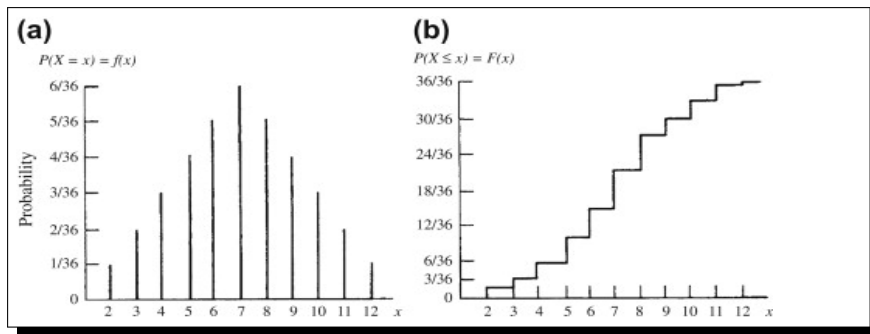 (a)
P(X = x) = f(x)
6/36
5/36
4/36
3/36
2/36
1/36
0
Probability
2 3 4 5 6 7 8 9 10 11 12 x
(b)
P(X ≤ x) = F(x)
36/36
30/36
24/36
18/36
12/36
6/36
3/36
0
2 3 4 5 6 7 8 9 10 11 12 x